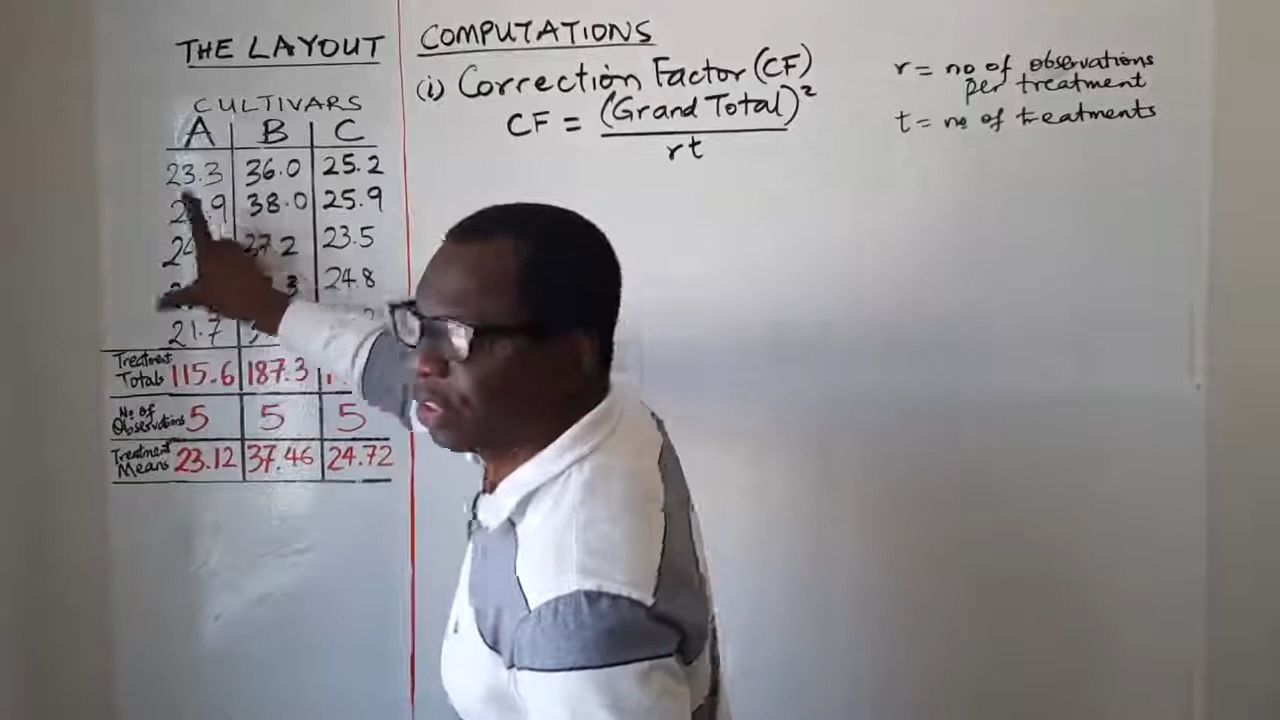 THE LAYOUT
CULTIVARS
A B C
23.3 36.0 25.2
38.0 25.9
23.5
24.8
21.7
Treatment Totals 115.6 187.3
No of Observations 5 5 5
Treatment Means 23.12 37.46 24.72
COMPUTATIONS
(i) Correction Factor (CF)
CF = (Grand Total)²
rt
r = no of observations
per treatment
t = no of treatments